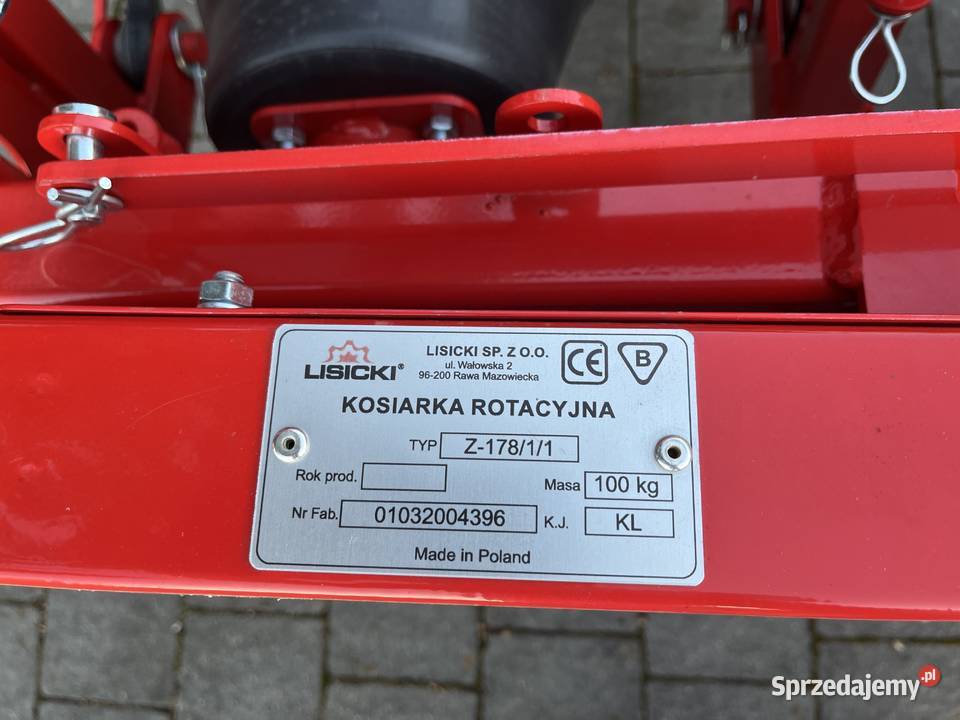 LISICKI®
LISICKI SP. Z O.O.
ul. Wałowska 2
96-200 Rawa Mazowiecka
CE
B
KOSIARKA ROTACYJNA
TYP Z-178/1/1
Rok prod.
Masa 100 kg
Nr Fab. 01032004396 K.J. KL
Made in Poland
Sprzedajemy.pl